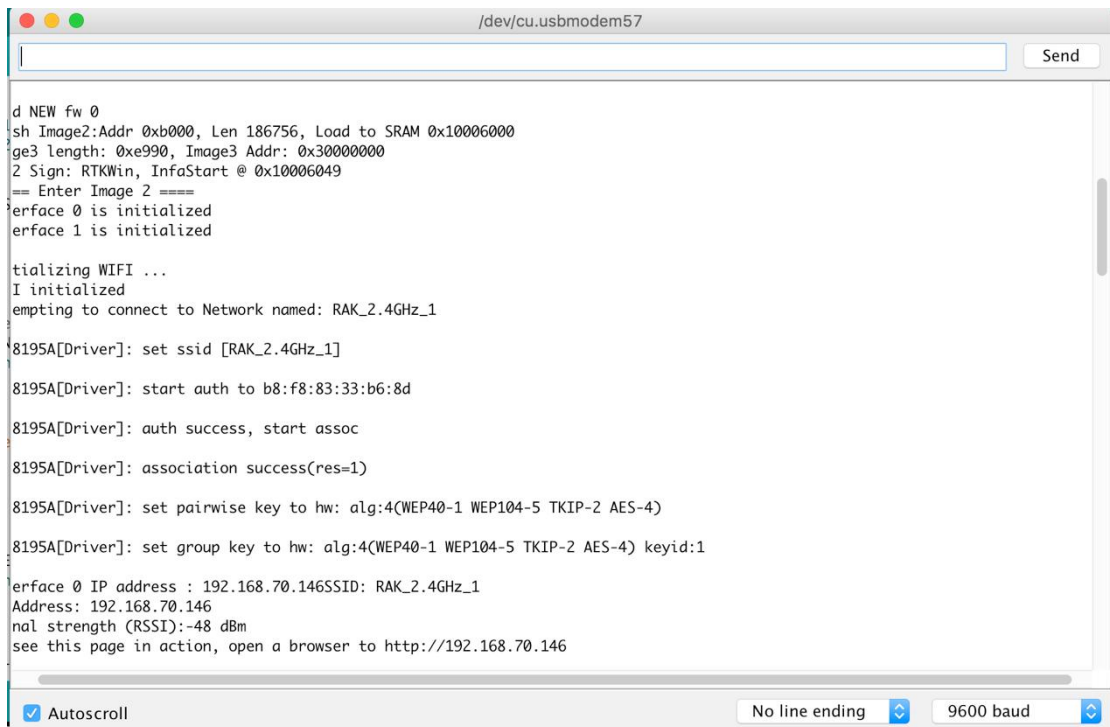 /dev/cu.usbmodem57
Send
d NEW fw 0
sh Image2:Addr 0xb000, Len 186756, Load to SRAM 0x10006000
ge3 length: 0xe990, Image3 Addr: 0x30000000
2 Sign: RTKWin, InfaStart @ 0x10006049
== Enter Image 2 ====
erface 0 is initialized
erface 1 is initialized
tializing WIFI ...
I initialized
empting to connect to Network named: RAK_2.4GHz_1
8195A[Driver]: set ssid [RAK_2.4GHz_1]
8195A[Driver]: start auth to b8:f8:83:33:b6:8d
8195A[Driver]: auth success, start assoc
8195A[Driver]: association success(res=1)
8195A[Driver]: set pairwise key to hw: alg:4(WEP40-1 WEP104-5 TKIP-2 AES-4)
8195A[Driver]: set group key to hw: alg:4(WEP40-1 WEP104-5 TKIP-2 AES-4) keyid:1
erface 0 IP address : 192.168.70.146SSID: RAK_2.4GHz_1
Address: 192.168.70.146
nal strength (RSSI):-48 dBm
see this page in action, open a browser to http://192.168.70.146
Autoscroll
No line ending
9600 baud